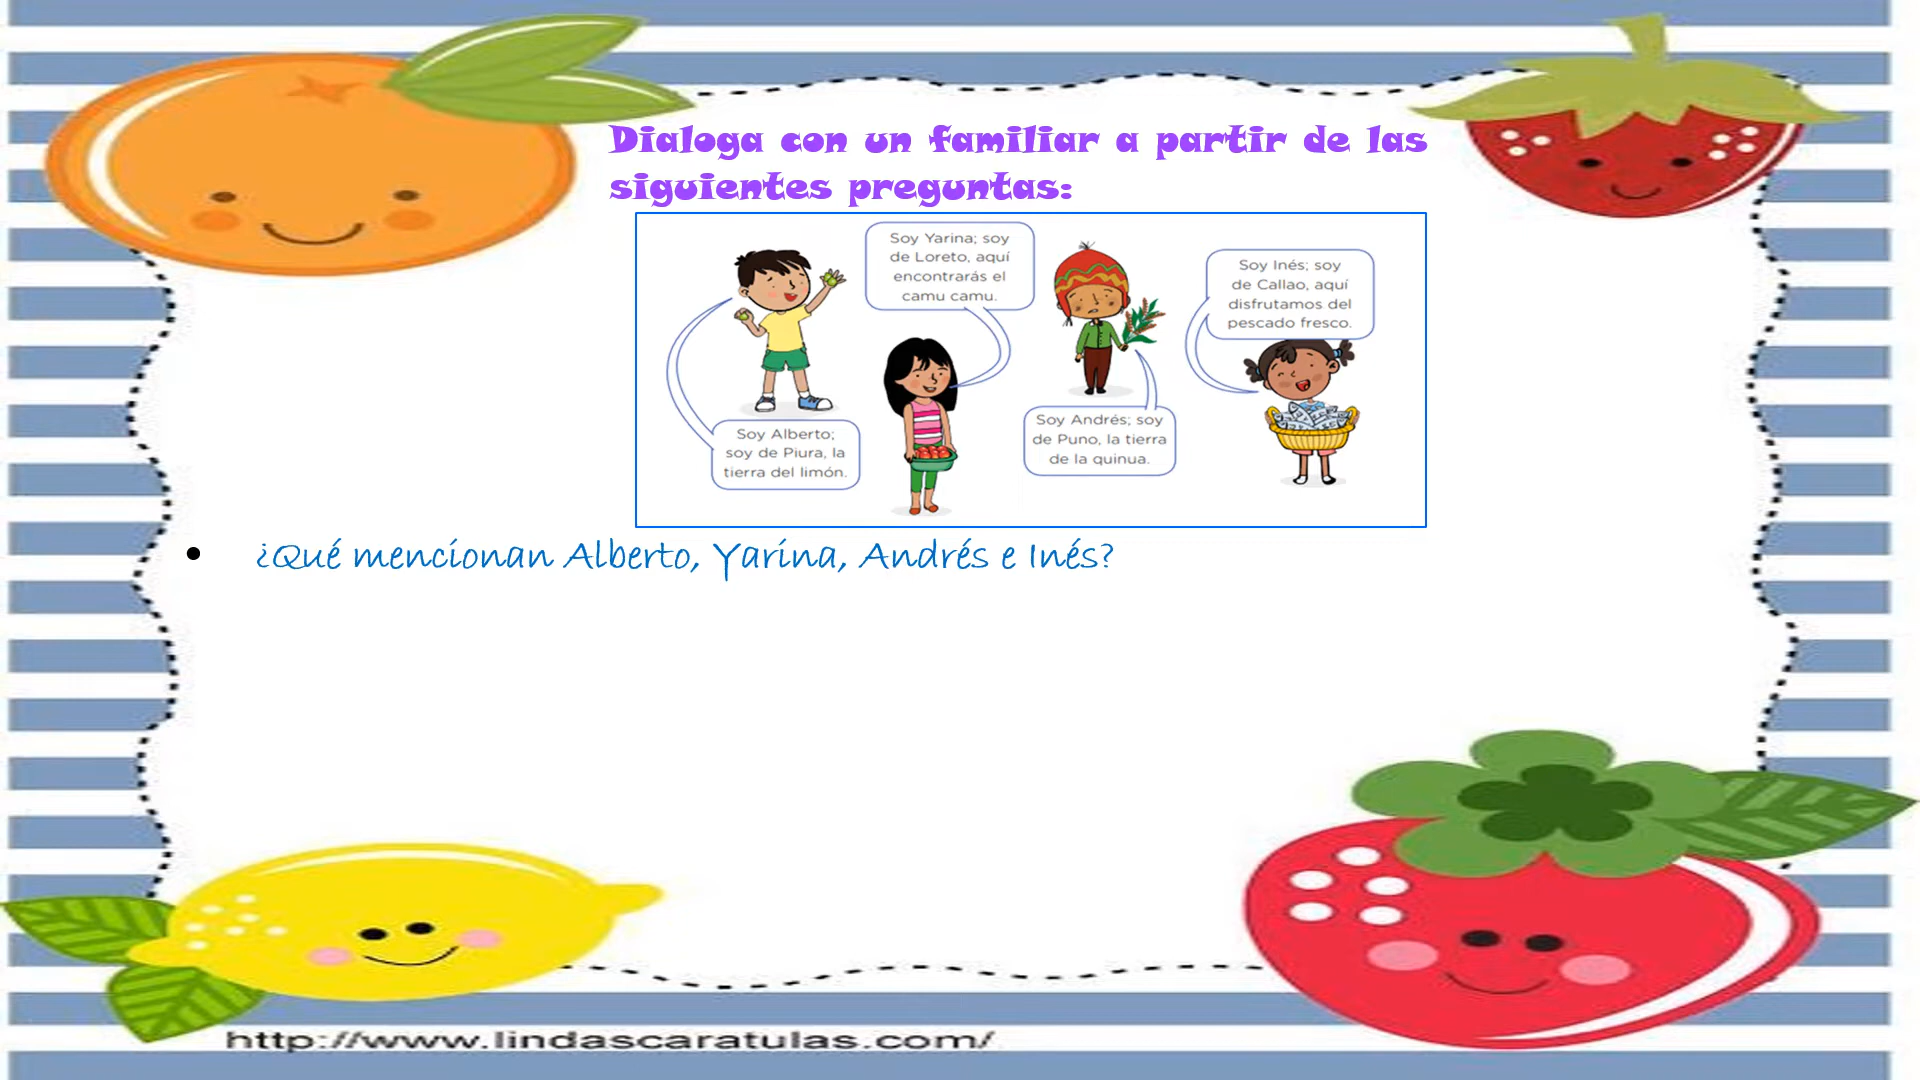 Dialoga con un familiar a partir de las
siguientes preguntas:
Soy Yarina; soy
de Loreto, aquí
encontrarás el
camu camu.
Soy Inés; soy
de Callao, aquí
disfrutamos del
pescado fresco.
Soy Alberto;
soy de Piura, la
tierra del limón.
Soy Andrés; soy
de Puno, la tierra
de la quinua.
• ¿Qué mencionan Alberto, Yarina, Andrés e Inés?
http://www.lindascaratulas.com/